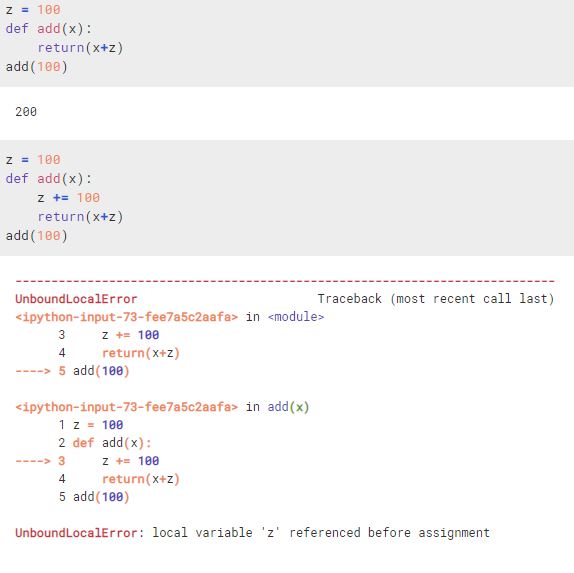 z = 100
def add(x):
    return(x+z)
add(100)
200
z = 100
def add(x):
    z += 100
    return(x+z)
add(100)
---------------------------------------------------------------------------
UnboundLocalError                         Traceback (most recent call last)
<ipython-input-73-fee7a5c2aafa> in <module>
      3     z += 100
      4     return(x+z)
----> 5 add(100)
<ipython-input-73-fee7a5c2aafa> in add(x)
      1 z = 100
      2 def add(x):
----> 3     z += 100
      4     return(x+z)
      5 add(100)
UnboundLocalError: local variable 'z' referenced before assignment